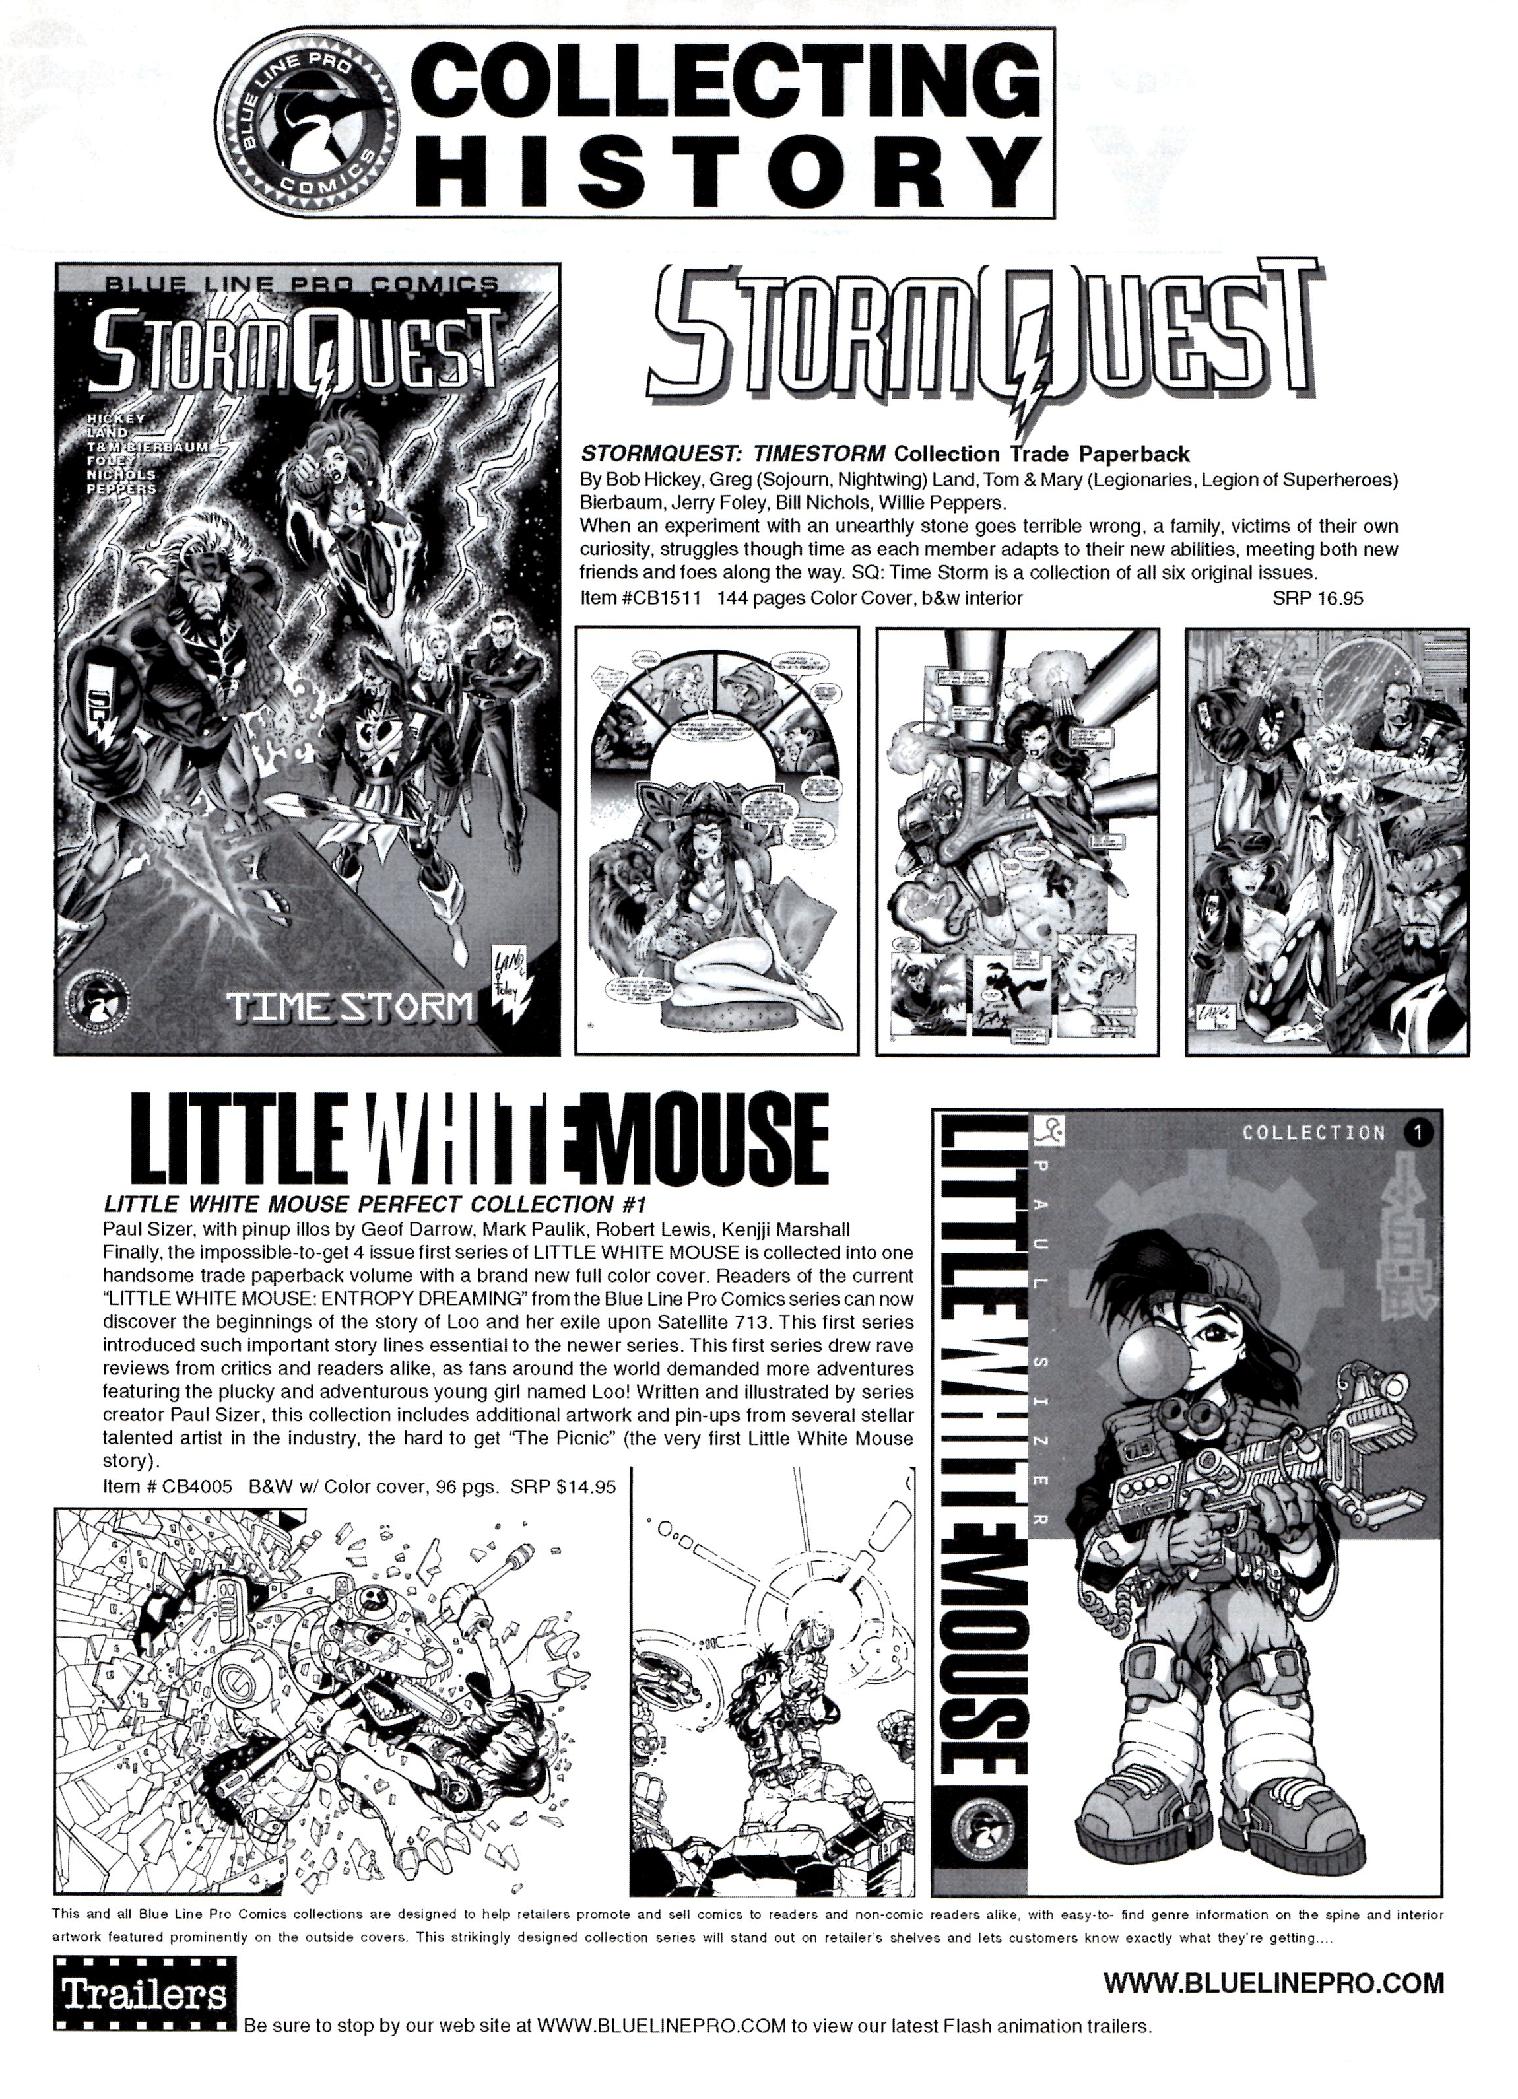 BLUE LINE PRO
COMICS
COLLECTING
HISTORY
BLUE LINE PRO COMICS
STORMQUEST
HICKEY
LAND
T&M BIERBAUM
FOLEY
NICHOLS
PEPPERS
LAND
&
Foley
TIME STORM
STORMQUEST
STORMQUEST: TIMESTORM Collection Trade Paperback
By Bob Hickey, Greg (Sojourn, Nightwing) Land, Tom & Mary (Legionaries, Legion of Superheroes)
Bierbaum, Jerry Foley, Bill Nichols, Willie Peppers.
When an experiment with an unearthly stone goes terrible wrong, a family, victims of their own
curiosity, struggles though time as each member adapts to their new abilities, meeting both new
friends and foes along the way. SQ: Time Storm is a collection of all six original issues.
Item #CB1511 144 pages Color Cover, b&w interior SRP 16.95
LITTLE WHITE MOUSE
LITTLE WHITE MOUSE PERFECT COLLECTION #1
Paul Sizer, with pinup illos by Geof Darrow, Mark Paulik, Robert Lewis, Kenjji Marshall
Finally, the impossible-to-get 4 issue first series of LITTLE WHITE MOUSE is collected into one
handsome trade paperback volume with a brand new full color cover. Readers of the current
"LITTLE WHITE MOUSE: ENTROPY DREAMING" from the Blue Line Pro Comics series can now
discover the beginnings of the story of Loo and her exile upon Satellite 713. This first series
introduced such important story lines essential to the newer series. This first series drew rave
reviews from critics and readers alike, as fans around the world demanded more adventures
featuring the plucky and adventurous young girl named Loo! Written and illustrated by series
creator Paul Sizer, this collection includes additional artwork and pin-ups from several stellar
talented artist in the industry, the hard to get "The Picnic" (the very first Little White Mouse
story).
Item # CB4005 B&W w/ Color cover, 96 pgs. SRP $14.95
LITTLE WHITE MOUSE
PAUL SIZER
COLLECTION 1
小白鼠
This and all Blue Line Pro Comics collections are designed to help retailers promote and sell comics to readers and non-comic readers alike, with easy-to- find genre information on the spine and interior
artwork featured prominently on the outside covers. This strikingly designed collection series will stand out on retailer's shelves and lets customers know exactly what they're getting....
Trailers
WWW.BLUELINEPRO.COM
Be sure to stop by our web site at WWW.BLUELINEPRO.COM to view our latest Flash animation trailers.